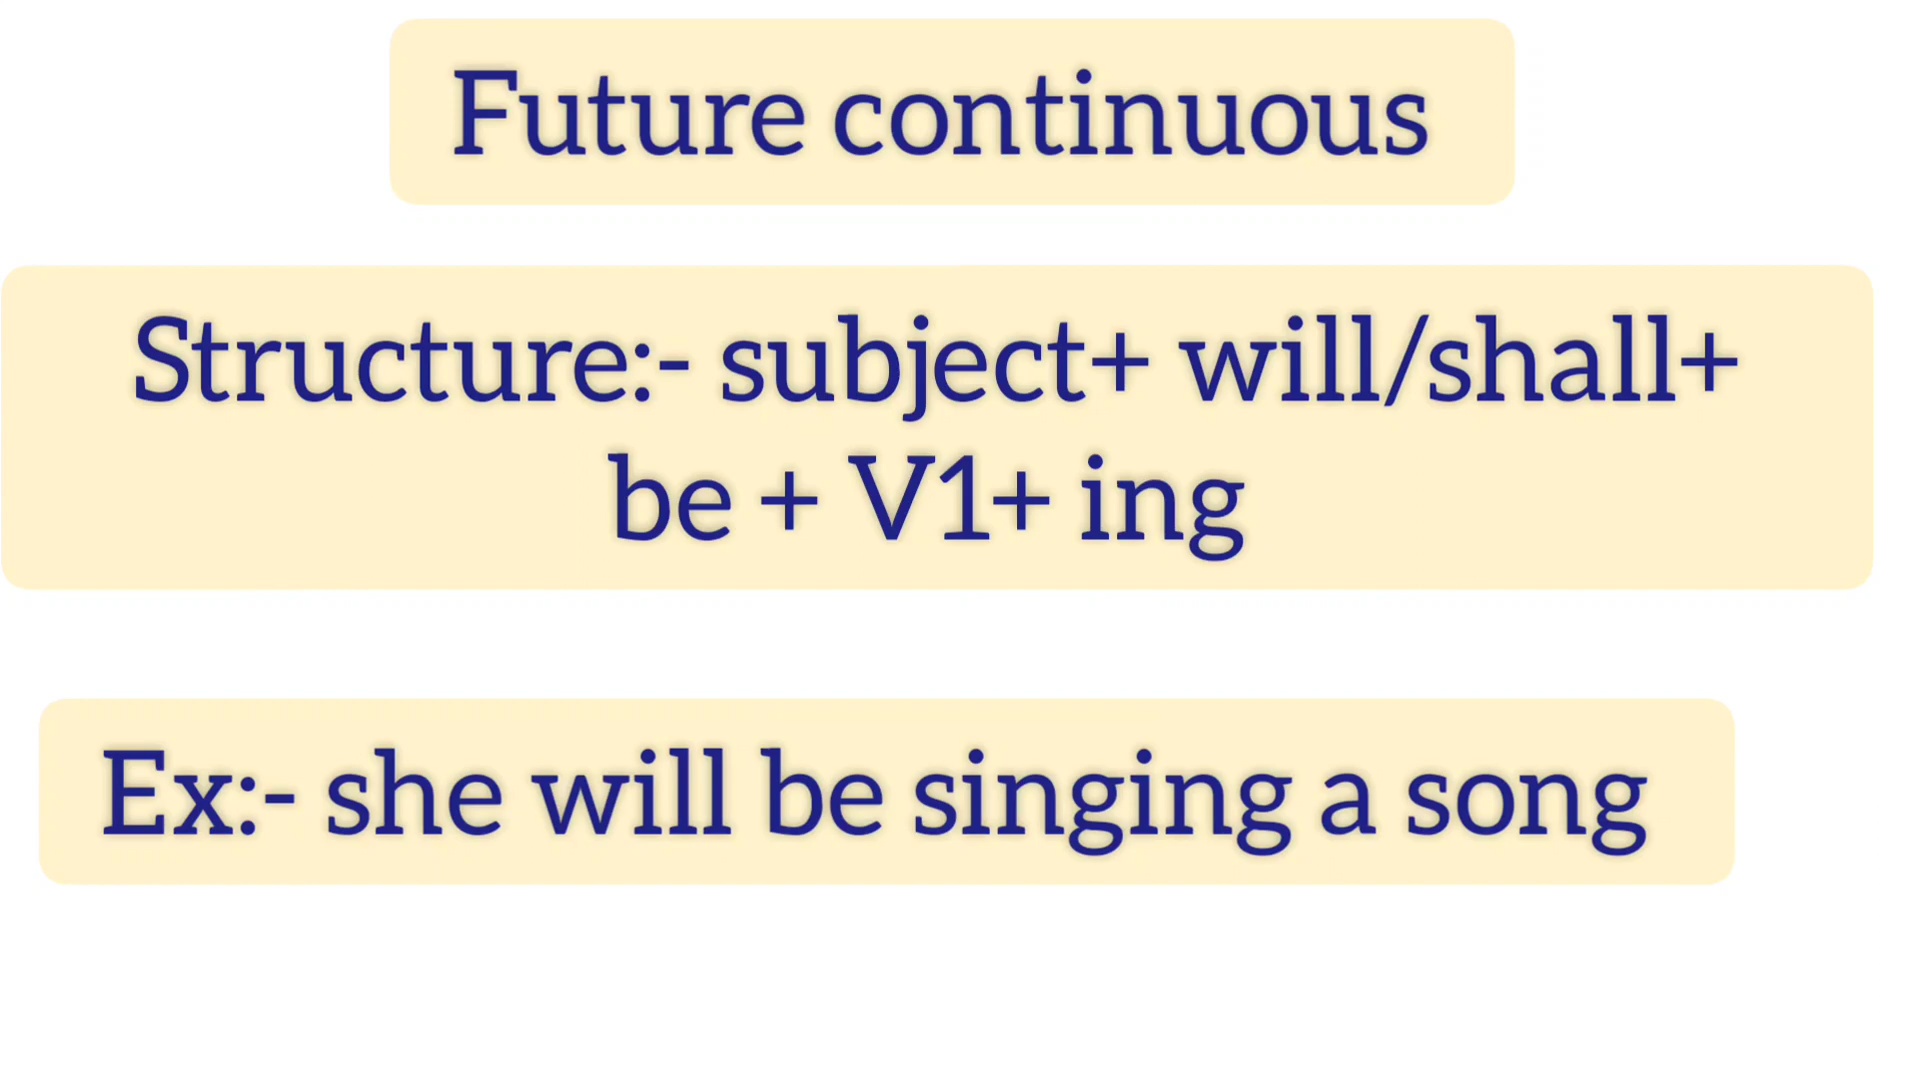 Future continuous
Structure:- subject+ will/shall+
be + V1+ ing
Ex:- she will be singing a song